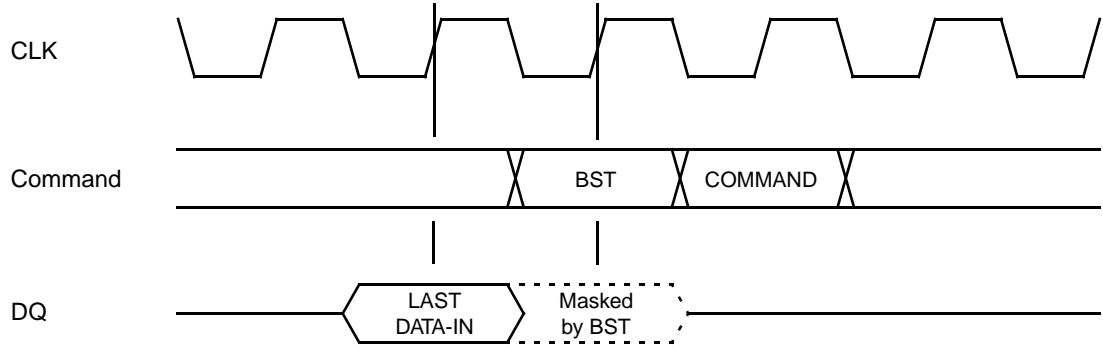 CLK
Command
BST
COMMAND
DQ
LAST
DATA-IN
Masked
by BST